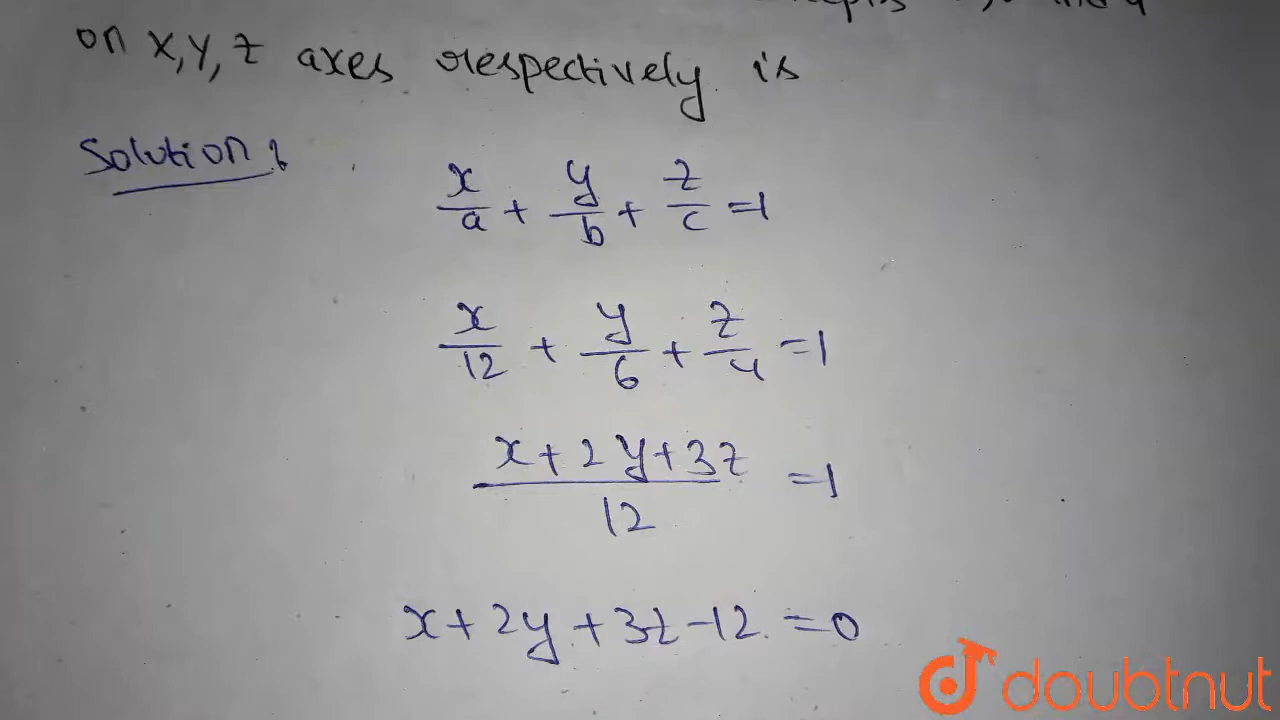 on X, Y, Z axes respectively is
Solution :
x/a + y/b + z/c = 1
x/12 + y/6 + z/4 = 1
x + 2y + 3z / 12 = 1
x + 2y + 3z - 12 = 0
doubtnut